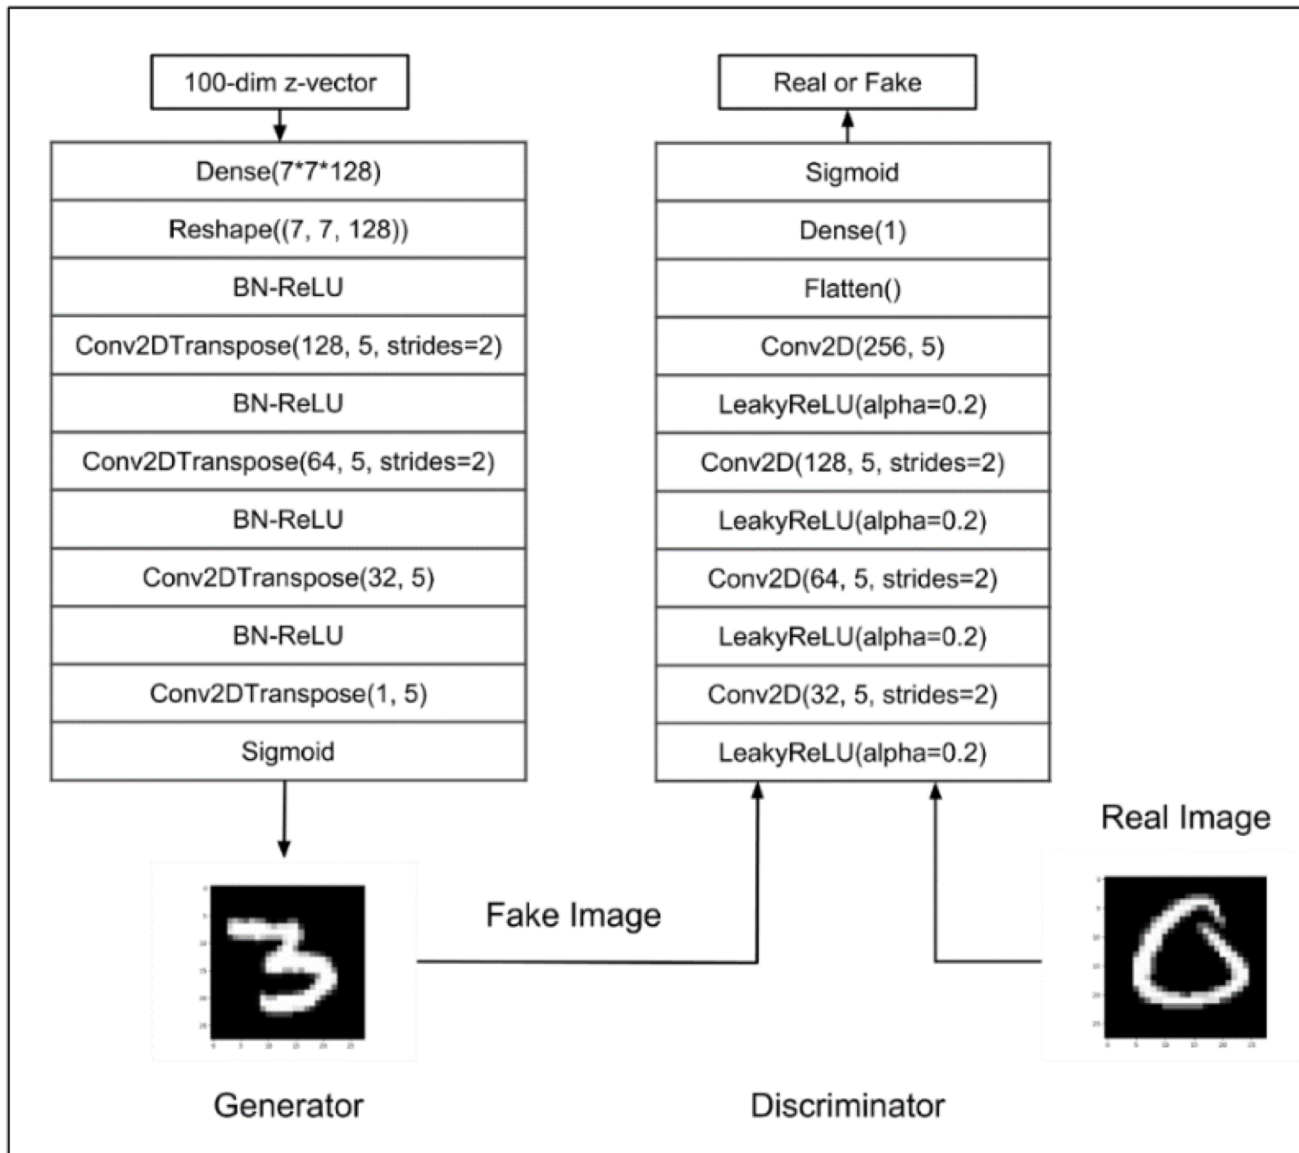 100-dim z-vector
Dense(7*7*128)
Reshape((7, 7, 128))
BN-ReLU
Conv2DTranspose(128, 5, strides=2)
BN-ReLU
Conv2DTranspose(64, 5, strides=2)
BN-ReLU
Conv2DTranspose(32, 5)
BN-ReLU
Conv2DTranspose(1, 5)
Sigmoid
Generator
Fake Image
Real or Fake
Sigmoid
Dense(1)
Flatten()
Conv2D(256, 5)
LeakyReLU(alpha=0.2)
Conv2D(128, 5, strides=2)
LeakyReLU(alpha=0.2)
Conv2D(64, 5, strides=2)
LeakyReLU(alpha=0.2)
Conv2D(32, 5, strides=2)
LeakyReLU(alpha=0.2)
Discriminator
Real Image